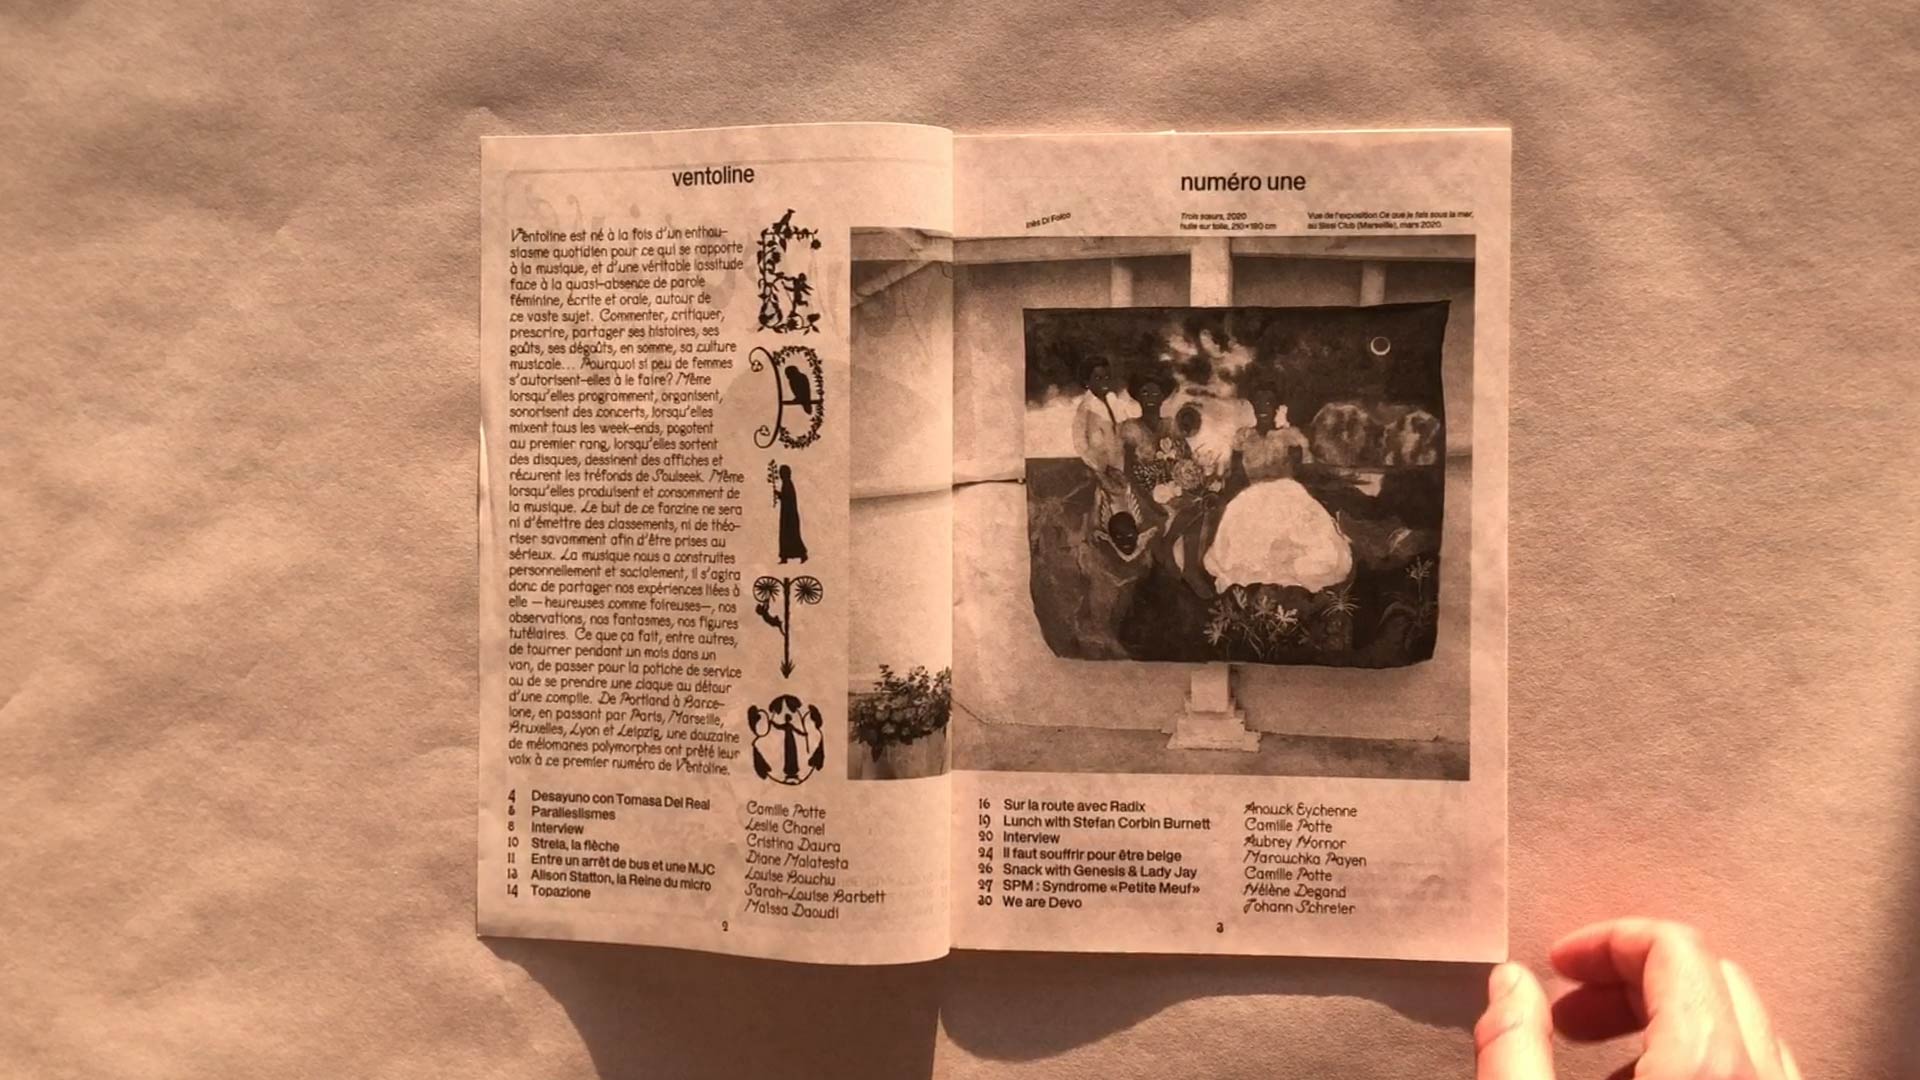 ventoline
Ventoline est né à la fois d'un enthou-
siasme quotidien pour ce qui se rapporte
à la musique, et d'une véritable lassitude
face à la quasi-absence de parole
féminine, écrite et orale, autour de
ce vaste sujet. Commenter, critiquer,
prescrire, partager ses histoires, ses
goûts, ses dégoûts, en somme, sa culture
musicale... Pourquoi si peu de femmes
s'autorisent-elles à le faire? Même
lorsqu'elles programment, organisent,
sonorisent des concerts, lorsqu'elles
mixent tous les week-ends, pogotent
au premier rang, lorsqu'elles sortent
des disques, dessinent des affiches et
récurent les tréfonds de Soulseek. Même
lorsqu'elles produisent et consomment de
la musique. Le but de ce fanzine ne sera
ni d'émettre des classements, ni de théo-
riser savamment afin d'être prises au
sérieux. La musique nous a construites
personnellement et socialement, il s'agira
donc de partager nos expériences liées à
elle — heureuses comme foireuses—, nos
observations, nos fantasmes, nos figures
tutélaires. Ce que ça fait, entre autres,
de tourner pendant un mois dans un
van, de passer pour la potiche de service
ou de se prendre une claque au détour
d'une compile. De Portland à Barce-
lone, en passant par Paris, Marseille,
Bruxelles, Lyon et Leipzig, une douzaine
de mélomanes polymorphes ont prêté leur
voix à ce premier numéro de Ventoline.
4 Desayuno con Tomasa Del Real Camille Potte
6 Paralleslismes Leslie Chanel
8 Interview Cristina Daura
10 Strela, la flèche Diane Malatesta
11 Entre un arrêt de bus et une MJC Louise Bouchu
13 Alison Statton, la Reine du micro Sarah-Louise Barbett
14 Topazione Maïssa Daoudi
2
numéro une
Inès Di Folco
Trois sœurs, 2020
huile sur toile, 210×180 cm
Vue de l'exposition Ce que je fais sous la mer,
au Sissi Club (Marseille), mars 2020.
16 Sur la route avec Radix Anouck Eychenne
19 Lunch with Stefan Corbin Burnett Camille Potte
20 Interview Aubrey Hornor
24 Il faut souffrir pour être belge Marouchka Payen
26 Snack with Genesis & Lady Jay Camille Potte
27 SPM : Syndrome «Petite Meuf» Hélène Degand
30 We are Devo Johann Schreier
3